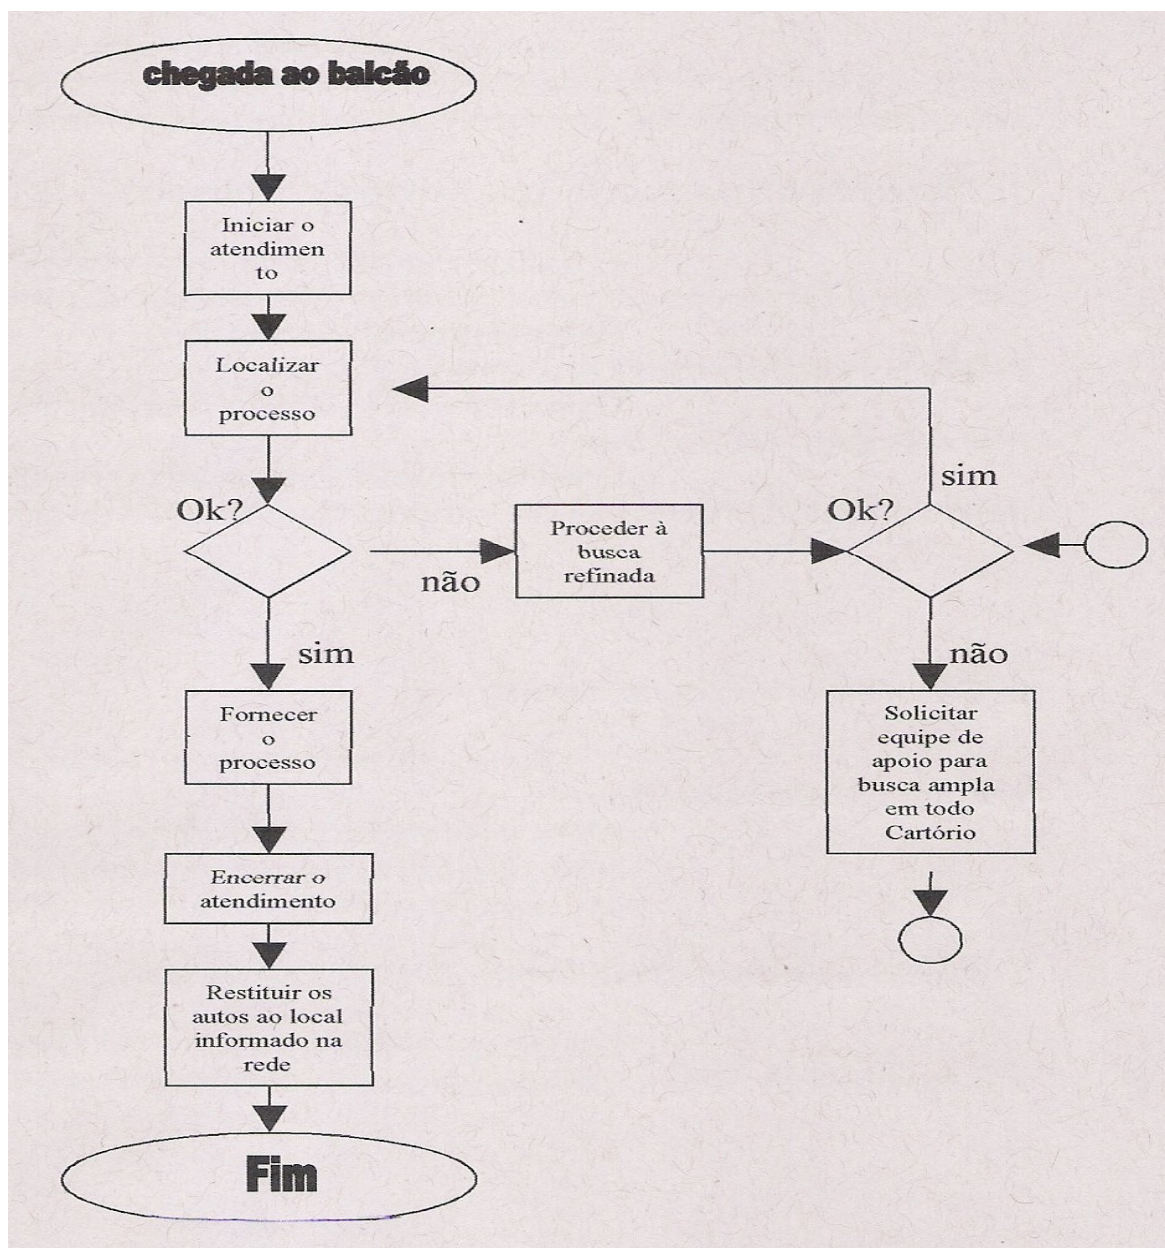 chegada ao balcão
Iniciar o
atendimen
to
Localizar
o
processo
Ok?
não
sim
Proceder à
busca
refinada
Ok?
sim
não
Solicitar
equipe de
apoio para
busca ampla
em todo
Cartório
Fornecer
o
processo
Encerrar o
atendimento
Restituir os
autos ao local
informado na
rede
Fim